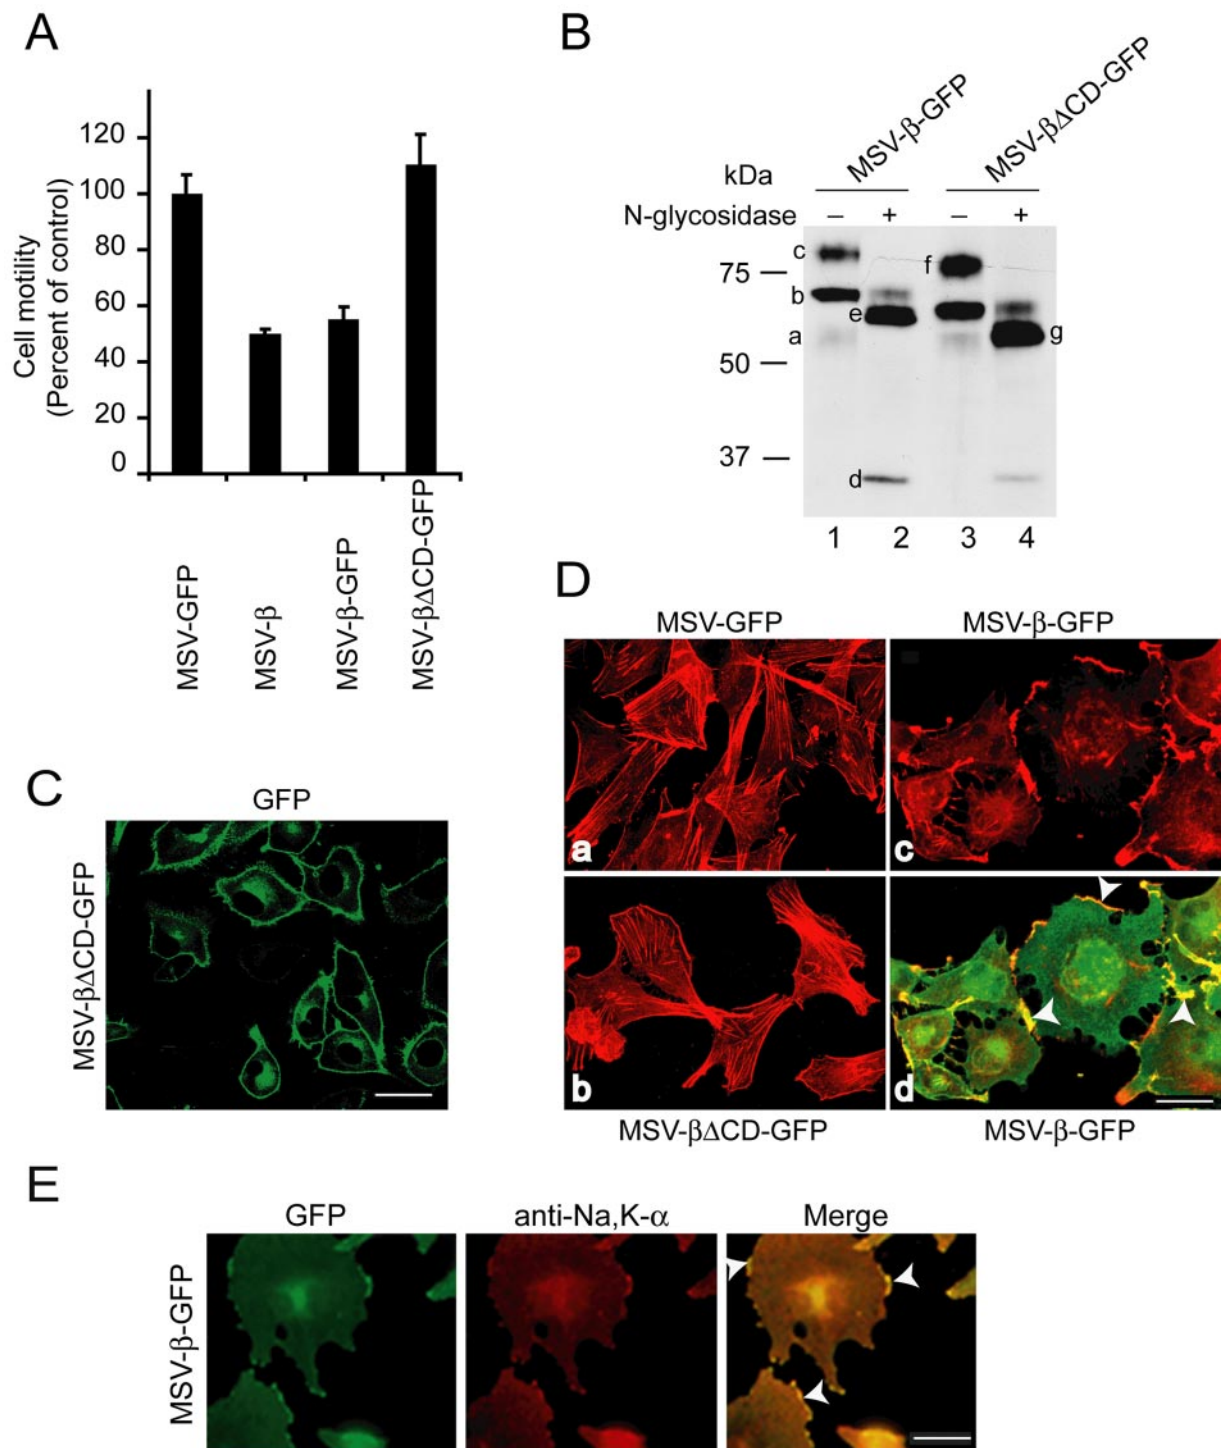 A
120
100
80
60
40
20
0
Cell motility
(Percent of control)
MSV-GFP
MSV-β
MSV-β-GFP
MSV-βΔCD-GFP
B
MSV-β-GFP
MSV-βΔCD-GFP
kDa
N-glycosidase − + − +
c
75
f
b
e
a
g
50
37
d
1 2 3 4
C
GFP
MSV-βΔCD-GFP
D
MSV-GFP MSV-β-GFP
a c
b d
MSV-βΔCD-GFP MSV-β-GFP
E
GFP anti-Na,K-α Merge
MSV-β-GFP